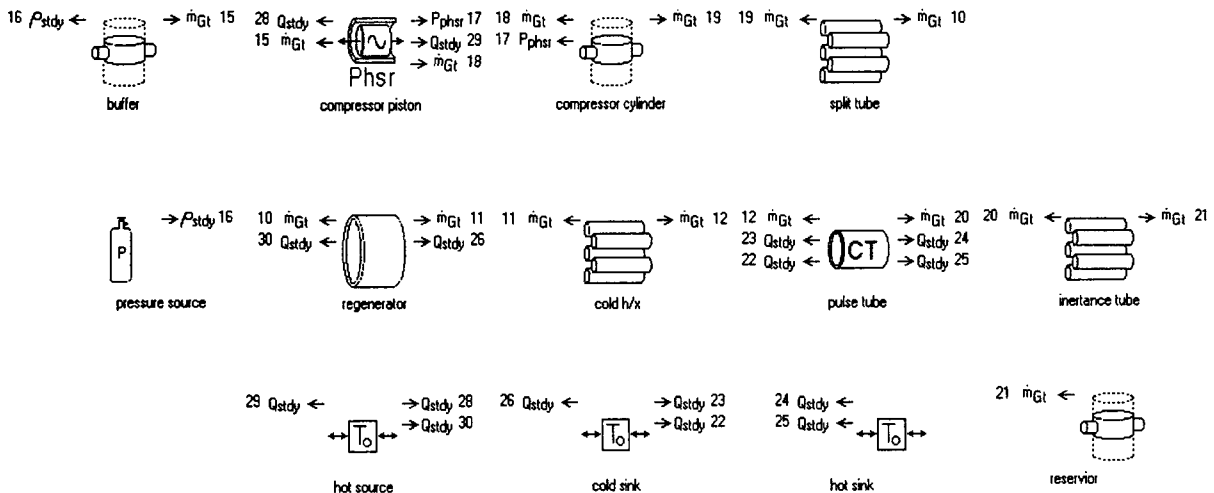 16 ρstdy ← → ṁGt 15
28 Qstdy ← → Pphsr 17
15 ṁGt ← → Qstdy 29
→ ṁGt 18
Phsr
18 ṁGt ← → ṁGt 19
17 Pphsr ←
19 ṁGt ← → ṁGt 10
buffer
compressor piston
compressor cylinder
split tube
→ ρstdy 16
P
10 ṁGt ← → ṁGt 11
30 Qstdy ← → Qstdy 26
11 ṁGt ← → ṁGt 12
12 ṁGt ← → ṁGt 20
23 Qstdy ← → Qstdy 24
22 Qstdy ← → Qstdy 25
CT
20 ṁGt ← → ṁGt 21
pressure source
regenerator
cold h/x
pulse tube
inertance tube
29 Qstdy ← → Qstdy 28
→ Qstdy 30
To
26 Qstdy ← → Qstdy 23
→ Qstdy 22
To
24 Qstdy ←
25 Qstdy ←
To
21 ṁGt ←
hot source
cold sink
hot sink
reservior